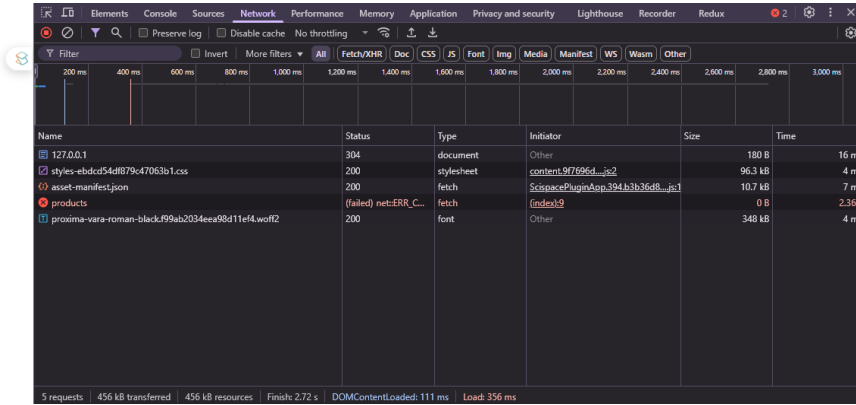 Elements Console Sources Network Performance Memory Application Privacy and security Lighthouse Recorder Redux 2
Preserve log Disable cache No throttling
Filter Invert More filters All Fetch/XHR Doc CSS JS Font Img Media Manifest WS Wasm Other
200 ms 400 ms 600 ms 800 ms 1,000 ms 1,200 ms 1,400 ms 1,600 ms 1,800 ms 2,000 ms 2,200 ms 2,400 ms 2,600 ms 2,800 ms 3,000 ms
Name Status Type Initiator Size Time
127.0.0.1 304 document Other 180 B 16 m
styles-ebdcd54df879c47063b1.css 200 stylesheet content.9f7696d....js:2 96.3 kB 4 m
asset-manifest.json 200 fetch ScispacePluginApp.394.b3b36d8...js:1 10.7 kB 7 m
products (failed) net::ERR_C... fetch (index):9 0 B 2.36
proxima-vara-roman-black.f99ab2034eea98d11ef4.woff2 200 font Other 348 kB 4 m
5 requests 456 kB transferred 456 kB resources Finish: 2.72 s DOMContentLoaded: 111 ms Load: 356 ms